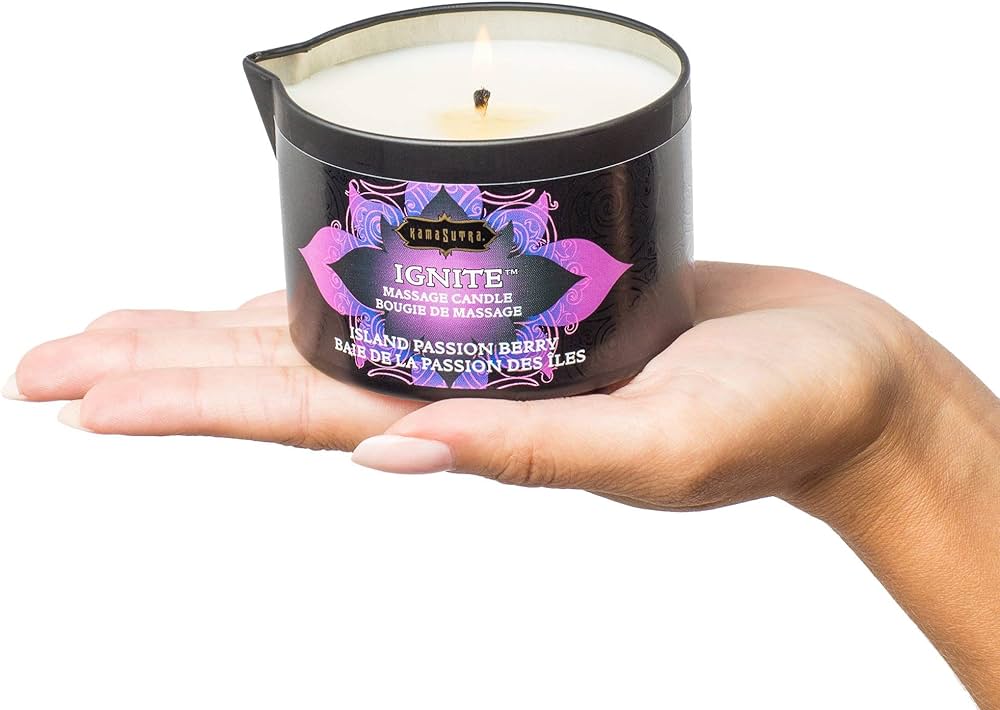 KAMASUTRA®
IGNITE™
MASSAGE CANDLE
BOUGIE DE MASSAGE
ISLAND PASSION BERRY
BAIE DE LA PASSION DES ÎLES